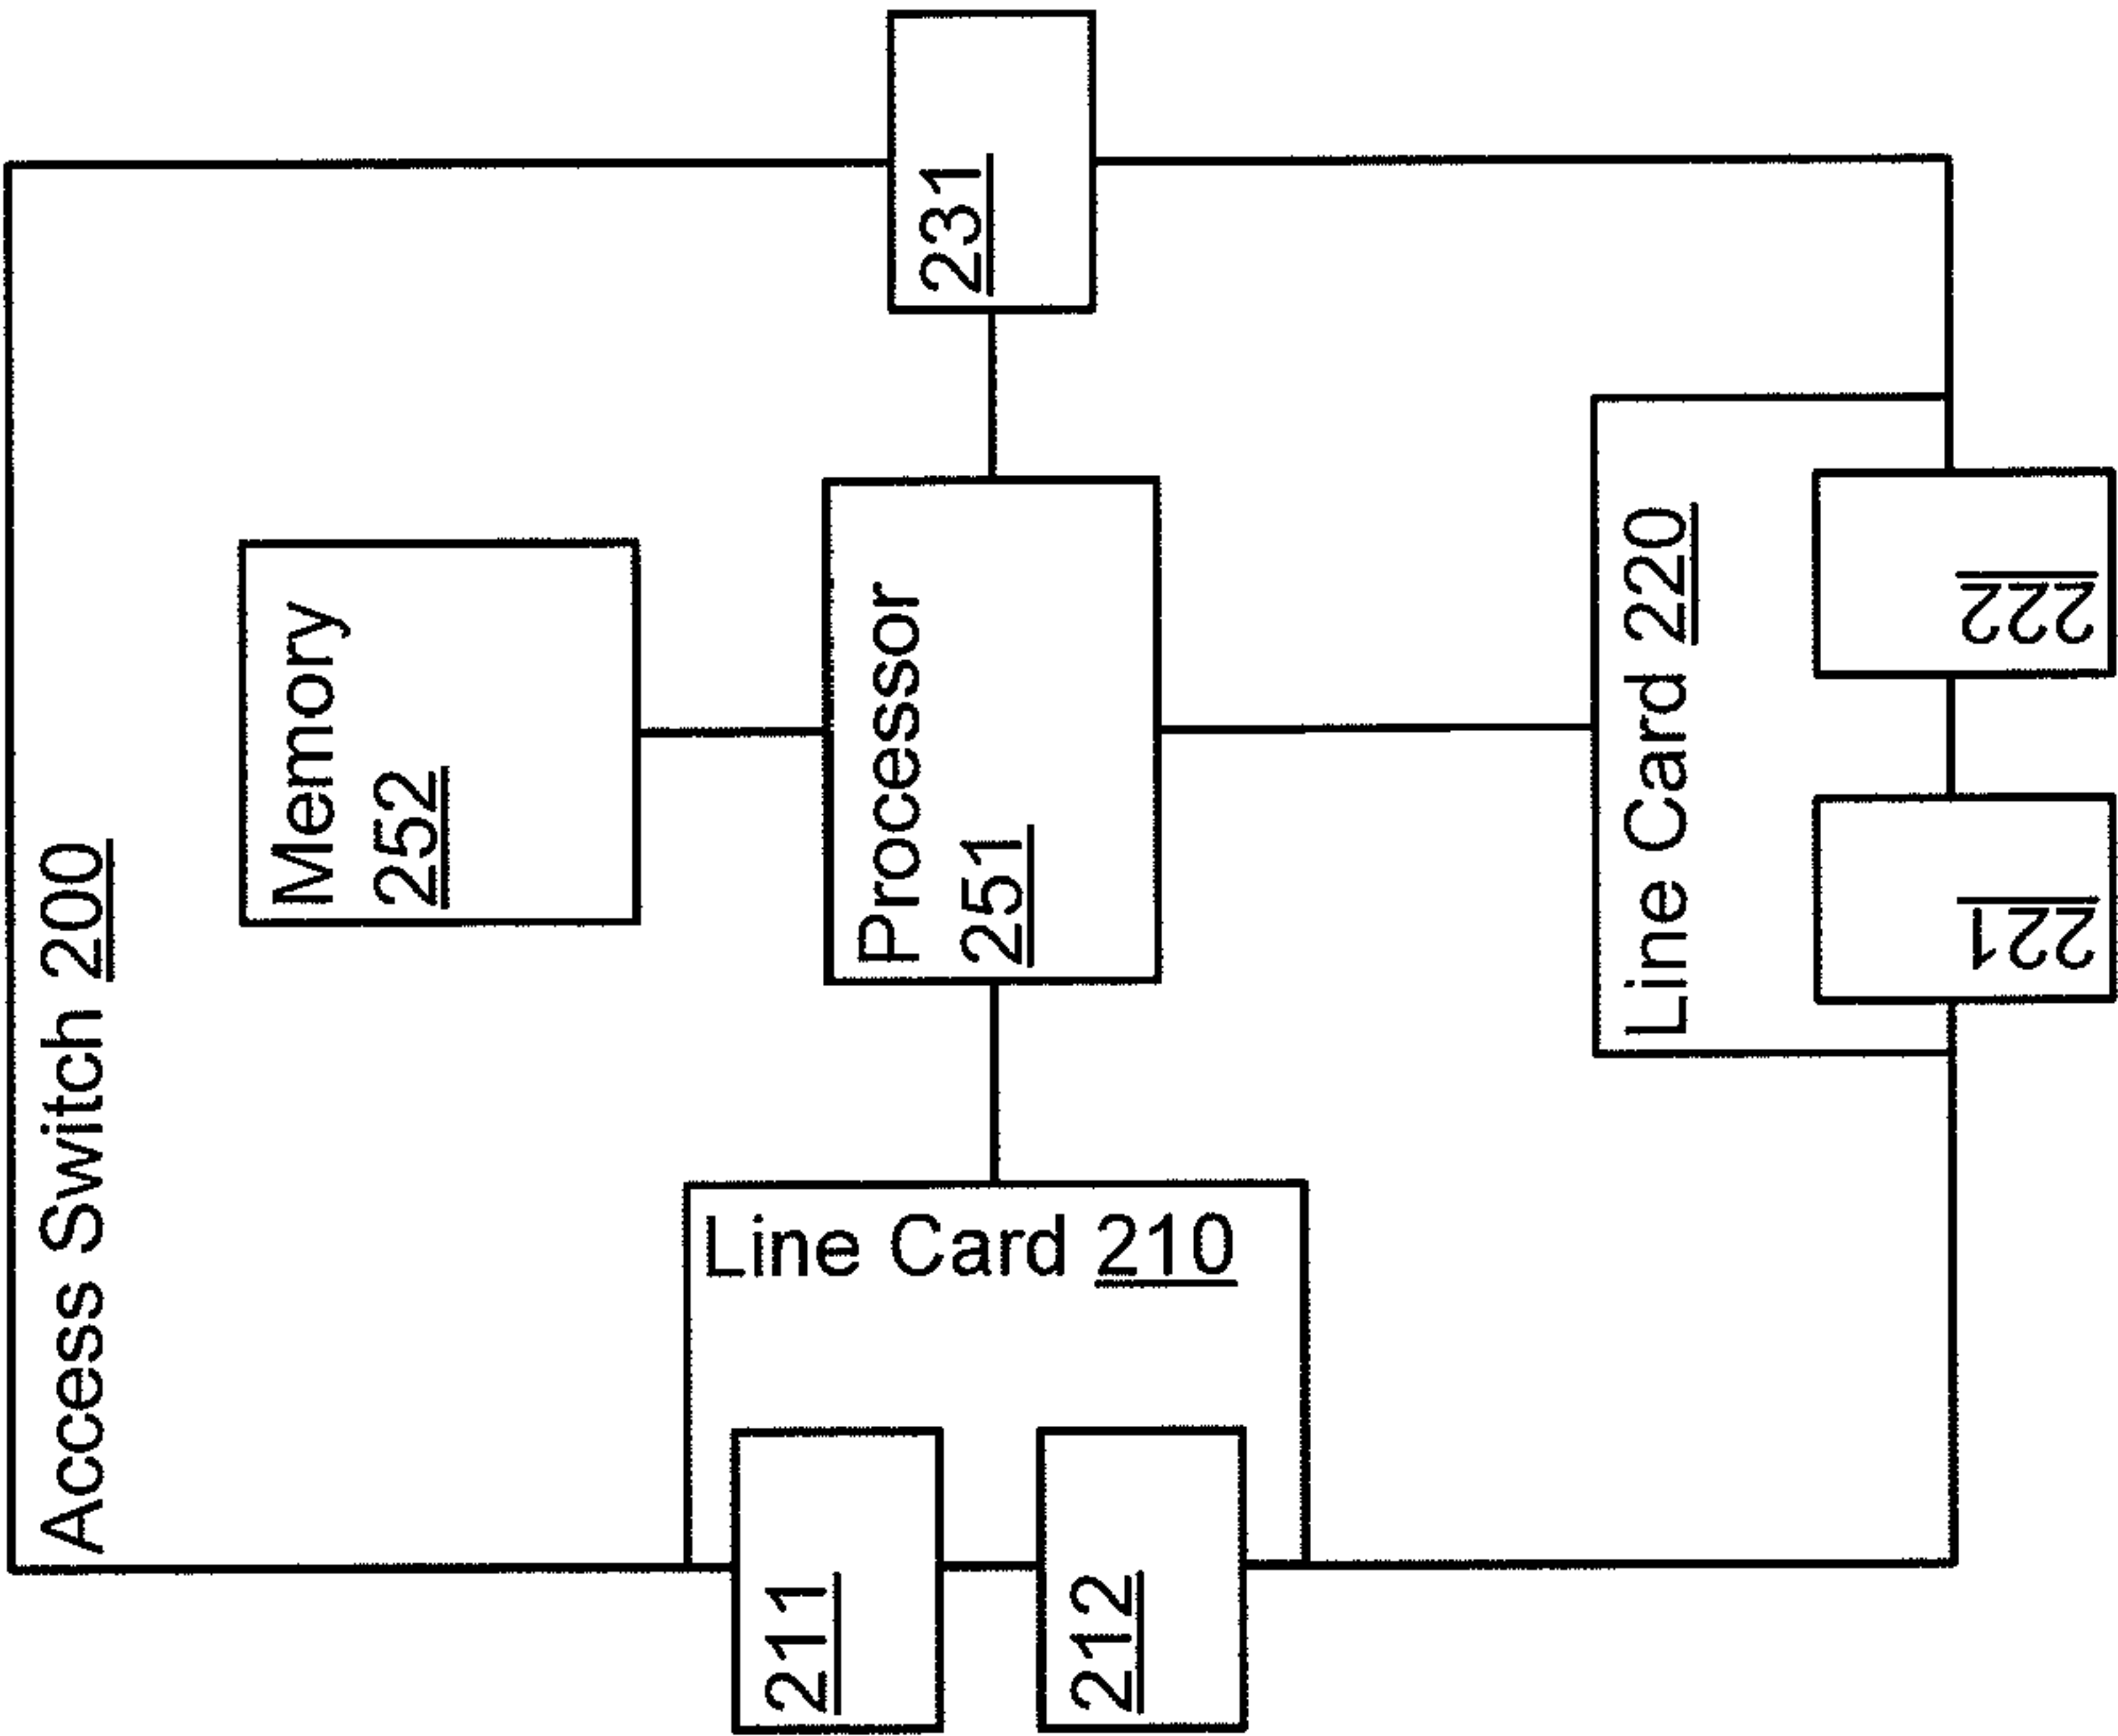 Access Switch 200
Memory
252
Processor
251
231
Line Card 210
211
212
Line Card 220
221
222